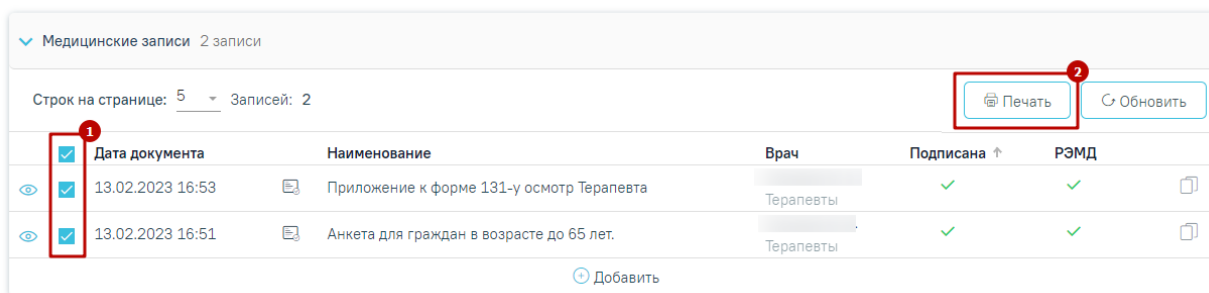 Медицинские записи 2 записи
2
Строк на странице: 5 Записей: 2 Печать Обновить
1
Дата документа Наименование Врач Подписана РЭМД
13.02.2023 16:53 Приложение к форме 131-у осмотр Терапевта
Терапевты
13.02.2023 16:51 Анкета для граждан в возрасте до 65 лет.
Терапевты
Добавить